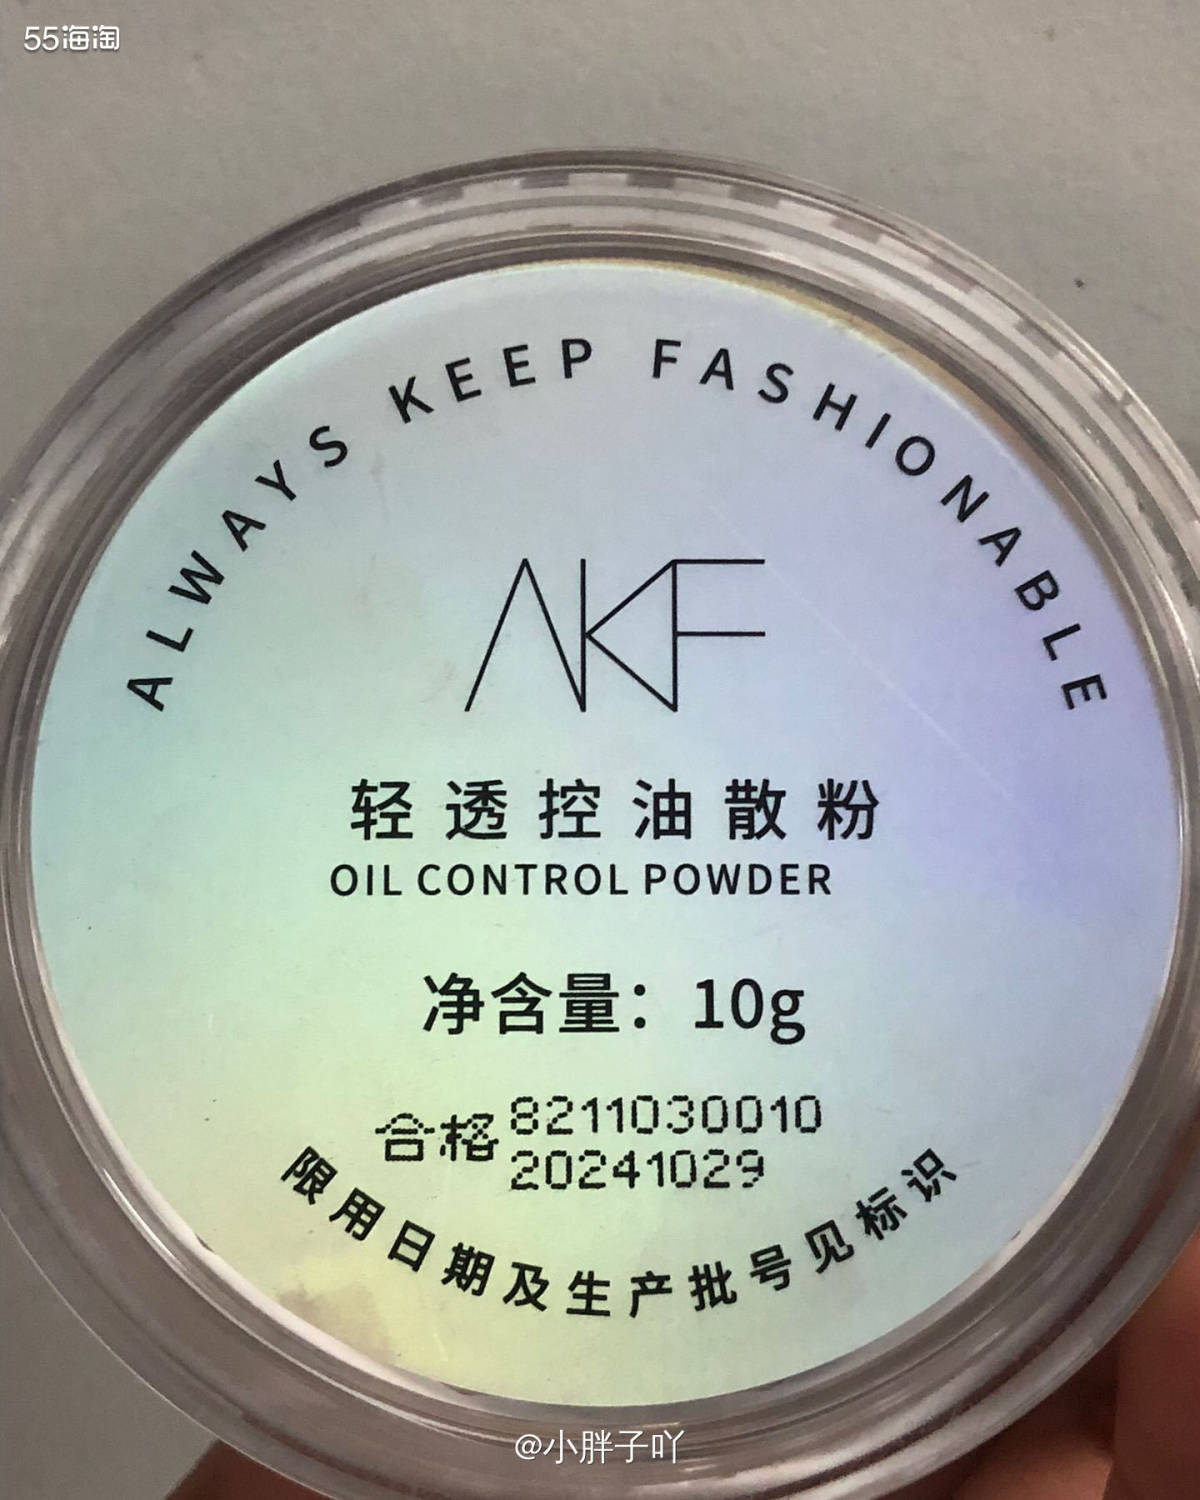 55海淘
ALWAYS KEEP FASHIONABLE
AKF
轻透控油散粉
OIL CONTROL POWDER
净含量：10g
合格 8211030010
20241029
限用日期及生产批号见标识
@小胖子吖